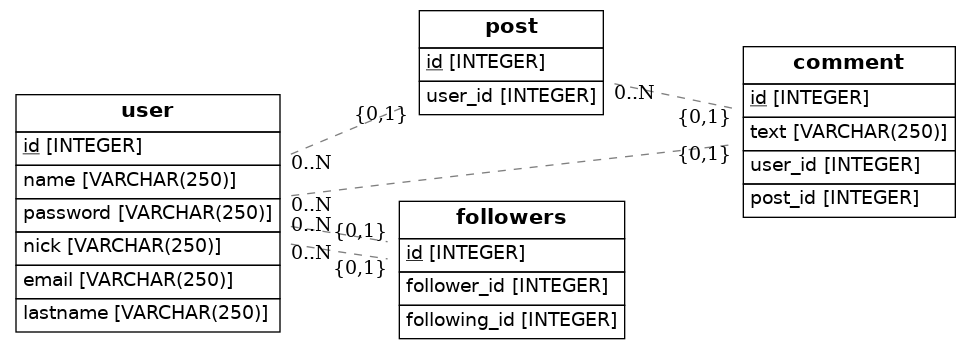 post
id [INTEGER]
user_id [INTEGER]
comment
id [INTEGER]
text [VARCHAR(250)]
user_id [INTEGER]
post_id [INTEGER]
user
id [INTEGER]
name [VARCHAR(250)]
password [VARCHAR(250)]
nick [VARCHAR(250)]
email [VARCHAR(250)]
lastname [VARCHAR(250)]
followers
id [INTEGER]
follower_id [INTEGER]
following_id [INTEGER]
{0,1}
0..N
0..N
{0,1}
{0,1}
0..N
0..N
{0,1}
0..N
{0,1}